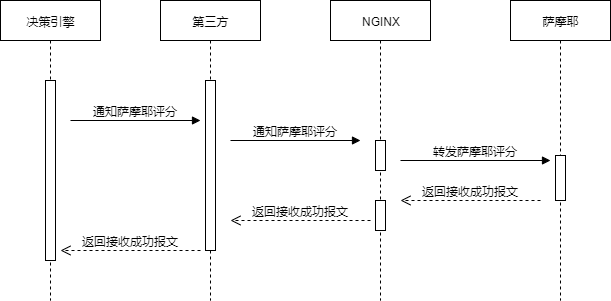 决策引擎
第三方
NGINX
萨摩耶
通知萨摩耶评分
通知萨摩耶评分
转发萨摩耶评分
返回接收成功报文
返回接收成功报文
返回接收成功报文